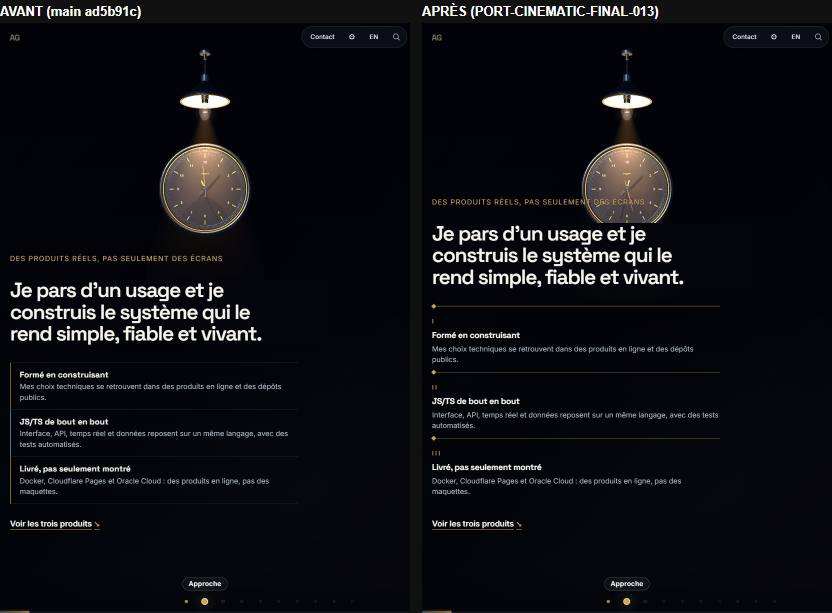 AVANT (main ad5b91c)
AG
Contact
EN
DES PRODUITS RÉELS, PAS SEULEMENT DES ÉCRANS
Je pars d'un usage et je
construis le système qui le
rend simple, fiable et vivant.
Formé en construisant
Mes choix techniques se retrouvent dans des produits en ligne et des dépôts
publics.
JS/TS de bout en bout
Interface, API, temps réel et données reposent sur un même langage, avec des
tests automatisés.
Livré, pas seulement montré
Docker, Cloudflare Pages et Oracle Cloud : des produits en ligne, pas des
maquettes.
Voir les trois produits ↘
Approche
APRÈS (PORT-CINEMATIC-FINAL-013)
AG
Contact
EN
DES PRODUITS RÉELS, PAS SEULEMENT DES ÉCRANS
Je pars d'un usage et je
construis le système qui le
rend simple, fiable et vivant.
I
Formé en construisant
Mes choix techniques se retrouvent dans des produits en ligne et des dépôts
publics.
II
JS/TS de bout en bout
Interface, API, temps réel et données reposent sur un même langage, avec des tests
automatisés.
III
Livré, pas seulement montré
Docker, Cloudflare Pages et Oracle Cloud : des produits en ligne, pas des
maquettes.
Voir les trois produits ↘
Approche